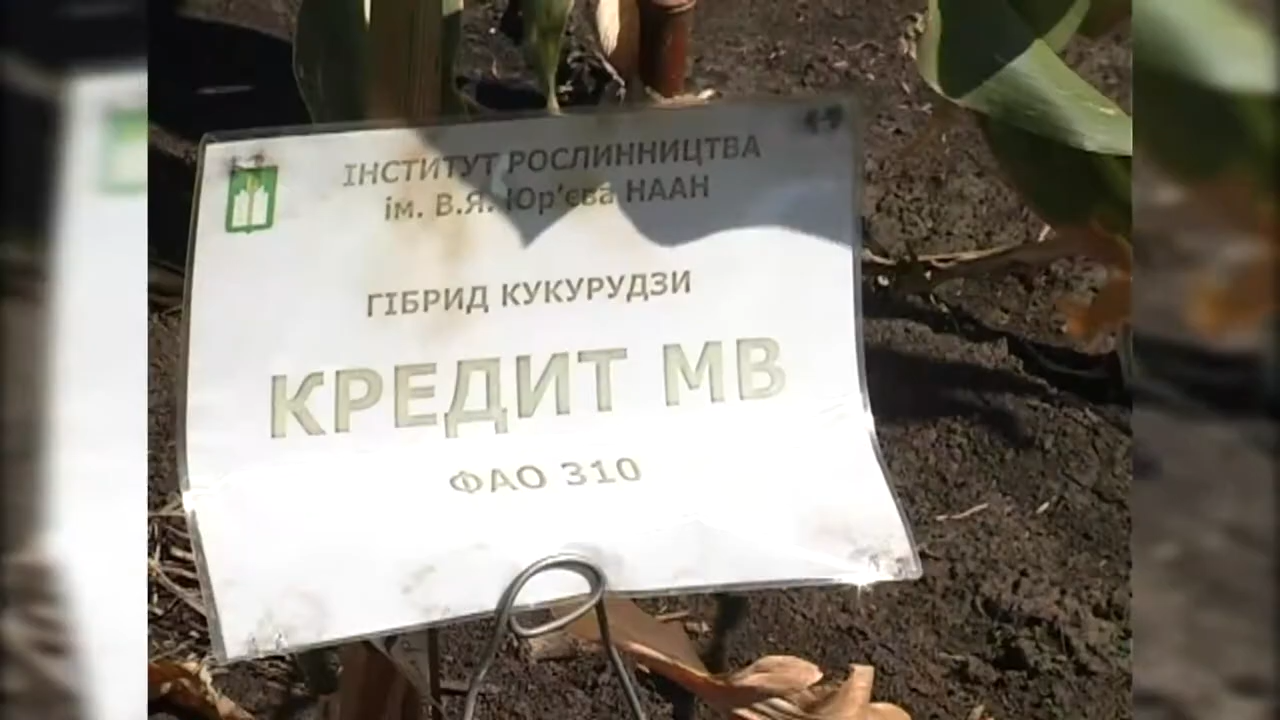 ІНСТИТУТ РОСЛИННИЦТВА
ім. В.Я. Юр'єва НААН
ГІБРИД КУКУРУДЗИ
КРЕДИТ МВ
ФАО 310